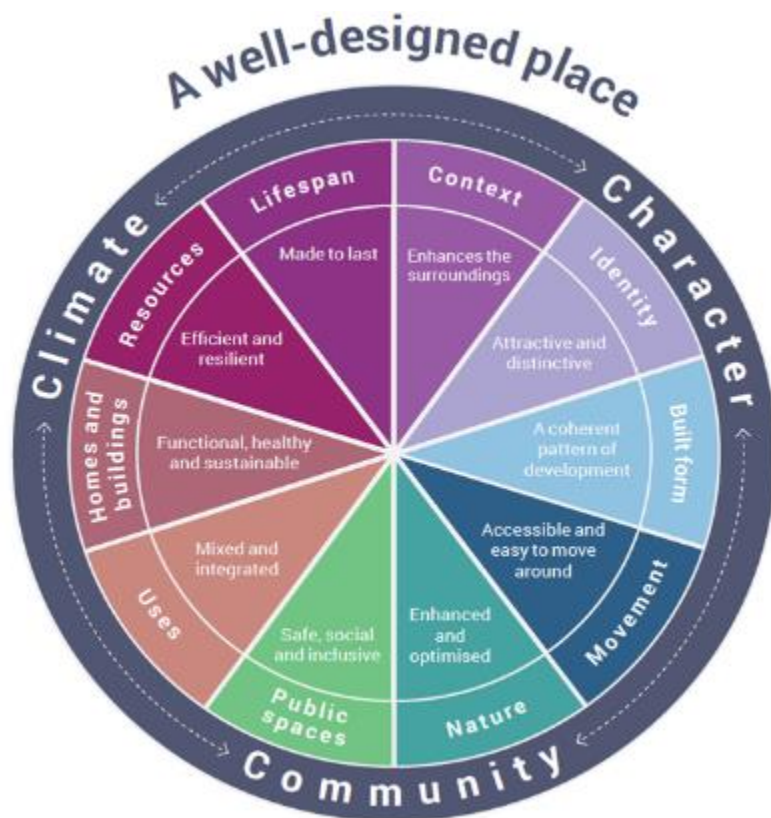 A well-designed place
Climate
Character
Community
Lifespan
Made to last
Context
Enhances the
surroundings
Identity
Attractive and
distinctive
Built form
A coherent
pattern of
development
Movement
Accessible and
easy to move
around
Nature
Enhanced
and
optimised
Public
spaces
Safe, social
and inclusive
Uses
Mixed and
integrated
Homes and
buildings
Functional, healthy
and sustainable
Resources
Efficient and
resilient